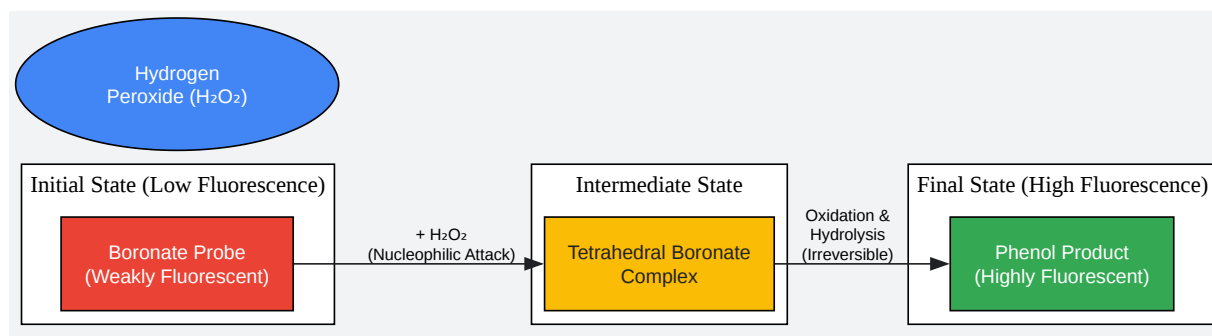 Hydrogen
Peroxide (H₂O₂)
Initial State (Low Fluorescence)
Boronate Probe
(Weakly Fluorescent)
+ H₂O₂
(Nucleophilic Attack)
Intermediate State
Tetrahedral Boronate
Complex
Oxidation &
Hydrolysis
(Irreversible)
Final State (High Fluorescence)
Phenol Product
(Highly Fluorescent)